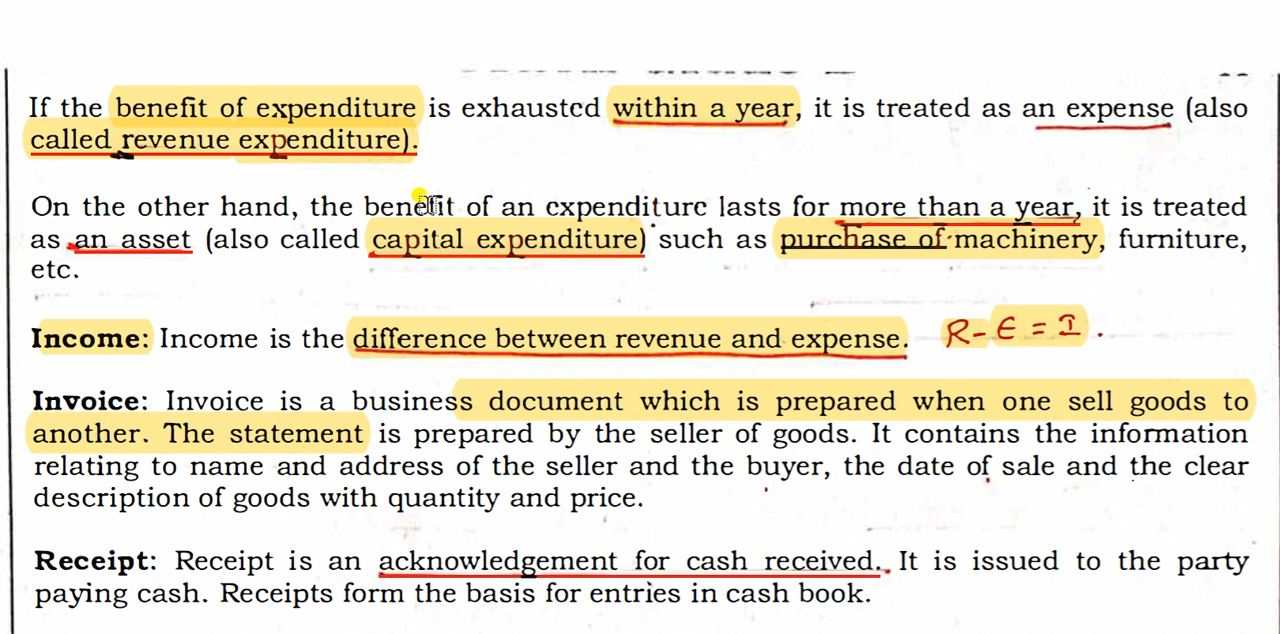 If the benefit of expenditure is exhausted within a year, it is treated as an expense (also
called revenue expenditure).
On the other hand, the benefit of an expenditure lasts for more than a year, it is treated
as an asset (also called capital expenditure) such as purchase of machinery, furniture,
etc.
Income: Income is the difference between revenue and expense. R - E = I.
Invoice: Invoice is a business document which is prepared when one sell goods to
another. The statement is prepared by the seller of goods. It contains the information
relating to name and address of the seller and the buyer, the date of sale and the clear
description of goods with quantity and price.
Receipt: Receipt is an acknowledgement for cash received. It is issued to the party
paying cash. Receipts form the basis for entries in cash book.